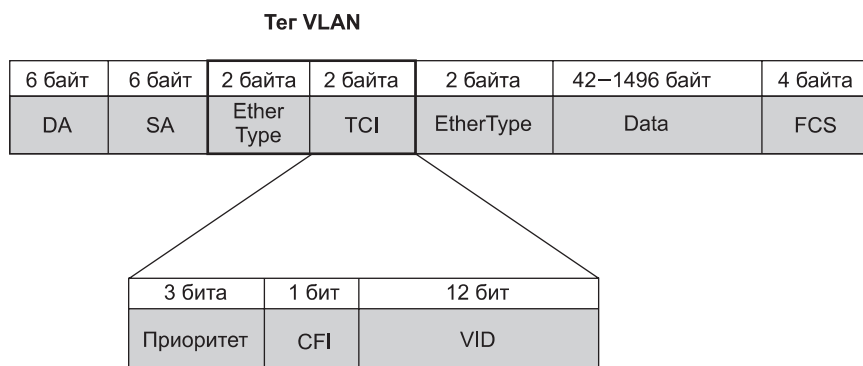 Тег VLAN
6 байт 6 байт 2 байта 2 байта 2 байта 42–1496 байт 4 байта
DA SA Ether Type TCI EtherType Data FCS
3 бита 1 бит 12 бит
Приоритет CFI VID